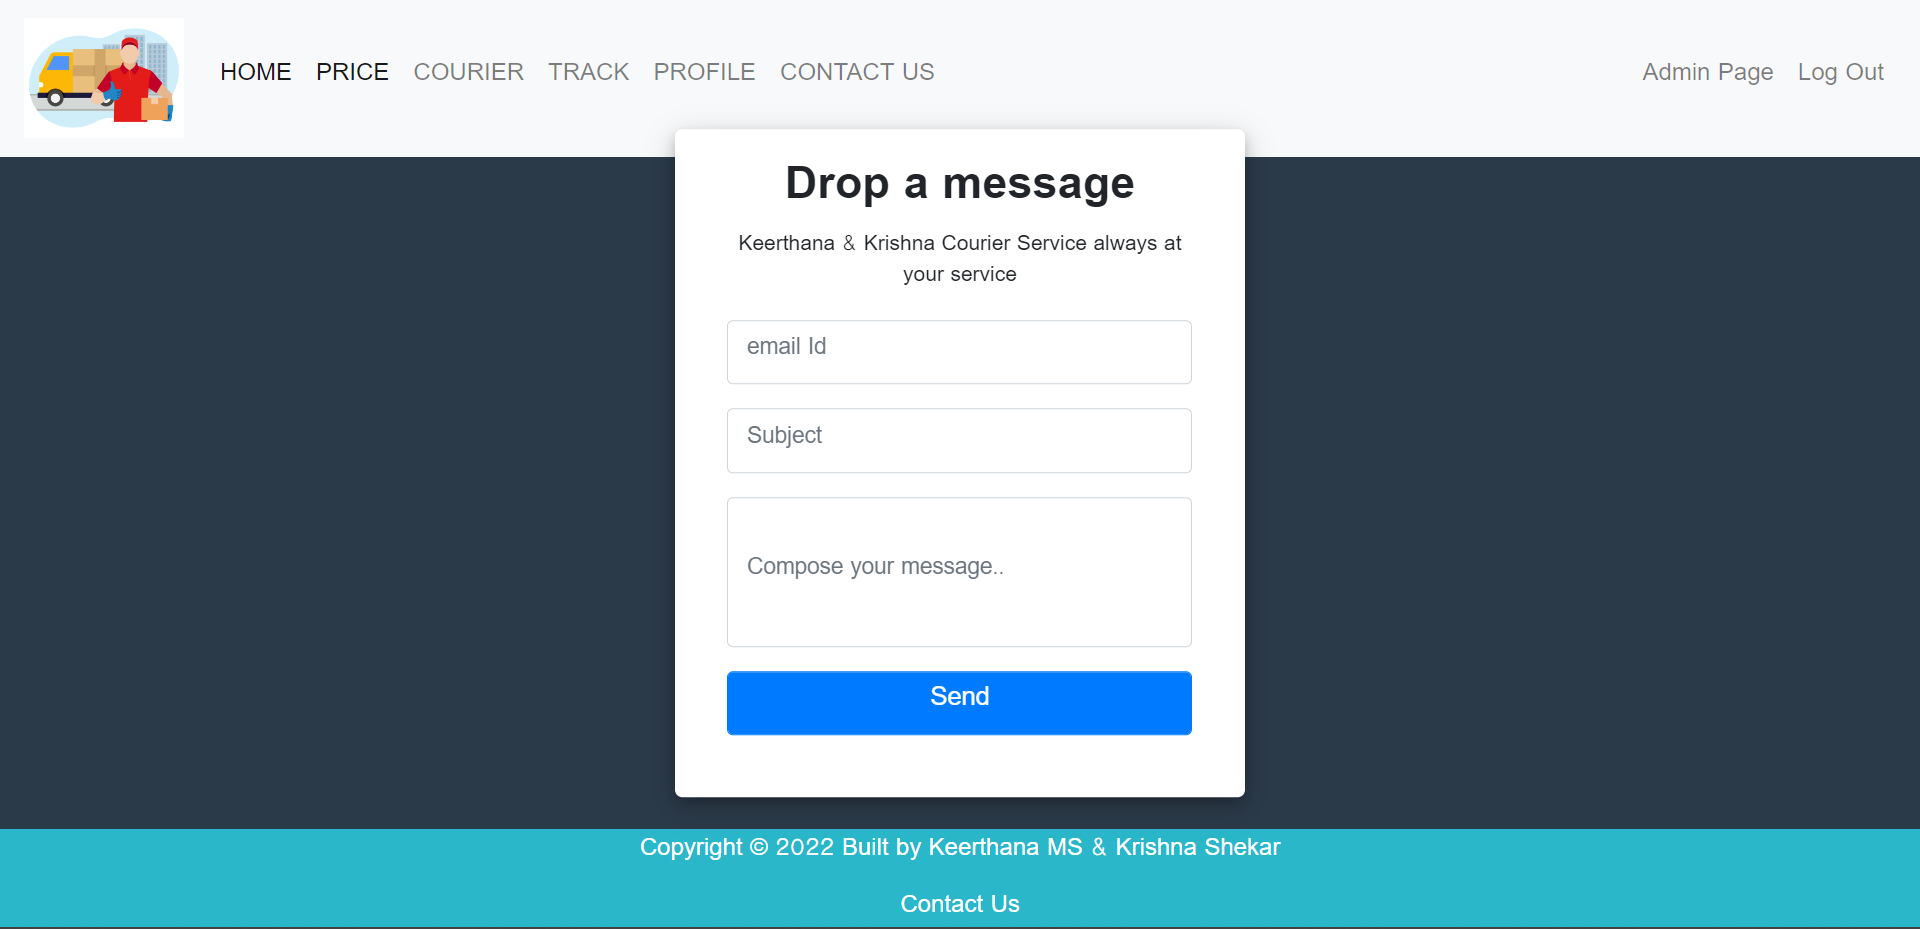 HOME PRICE COURIER TRACK PROFILE CONTACT US Admin Page Log Out
Drop a message
Keerthana & Krishna Courier Service always at
your service
email Id
Subject
Compose your message..
Send
Copyright © 2022 Built by Keerthana MS & Krishna Shekar
Contact Us